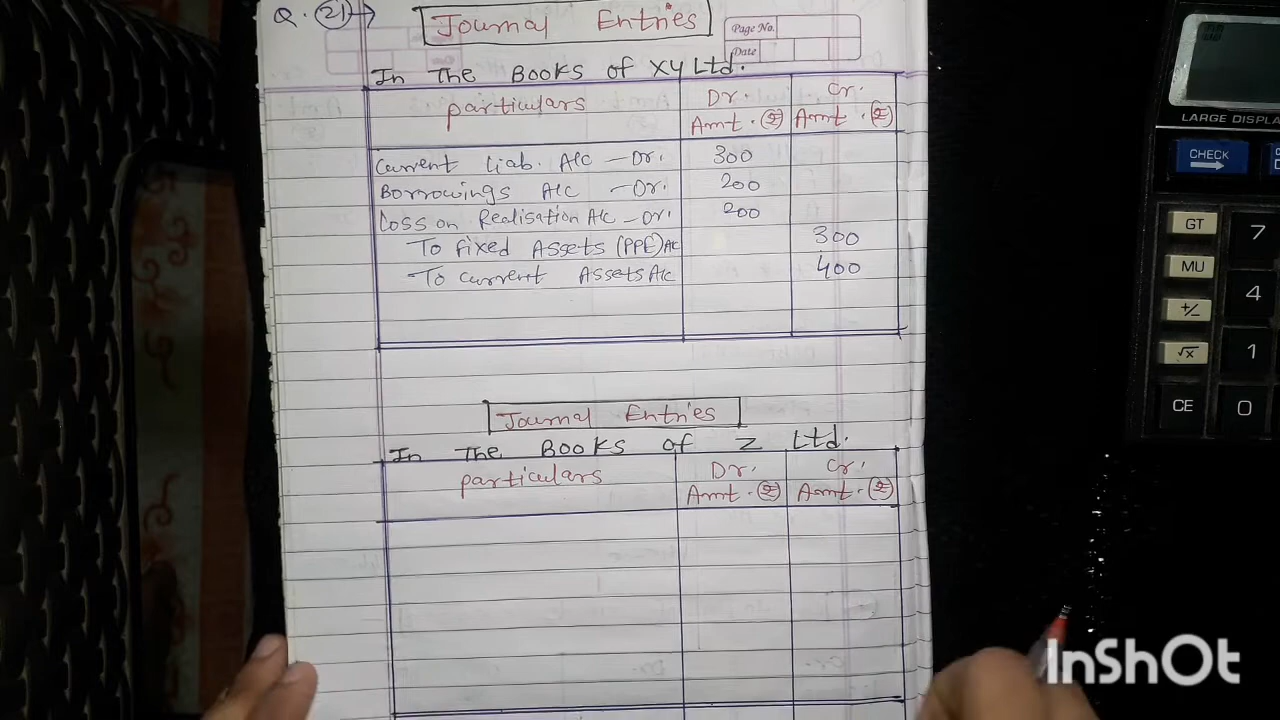 Q. 21 →
Journal Entries
Page No.
Date
In The Books of XY Ltd.
particulars
Dr. Amt. (₹)
Cr. Amt. (₹)
Current Liab. A/c — Dr. 300
Borrowings A/c — Dr. 200
Loss on Realisation A/c — Dr. 200
To fixed Assets (PPE) A/c 300
To current Assets A/c 400
Journal Entries
In The Books of Z Ltd.
particulars
Dr. Amt. (₹)
Cr. Amt. (₹)
LARGE DISPLA
CHECK
GT
7
MU
4
+/-
√x
1
CE
0
InShOt